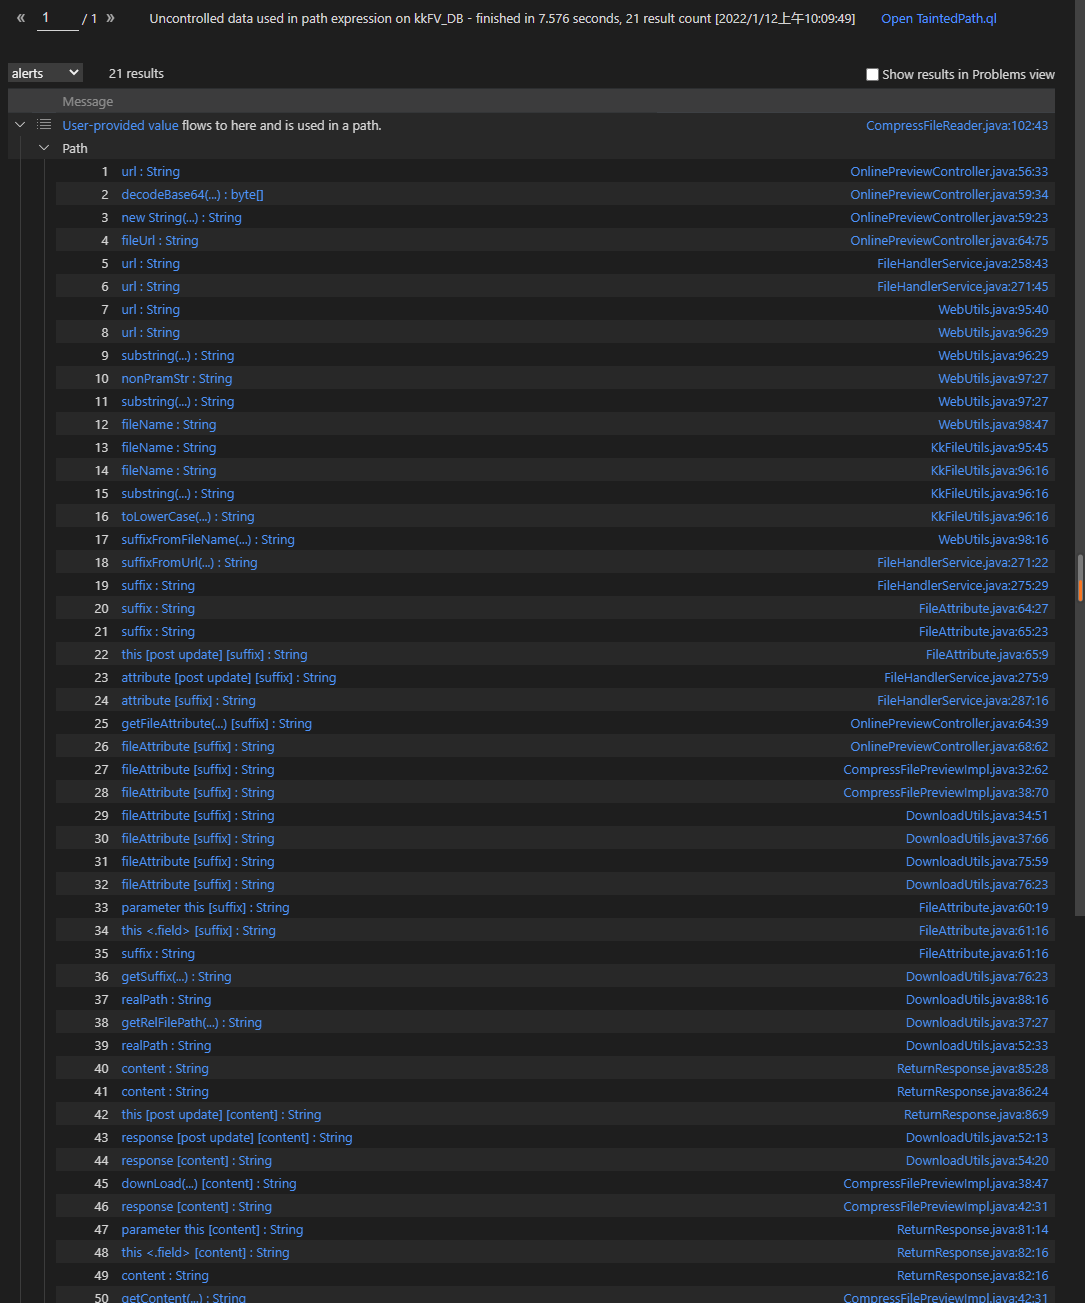 « 1 / 1 » Uncontrolled data used in path expression on kkFV_DB - finished in 7.576 seconds, 21 result count [2022/1/12上午10:09:49] Open TaintedPath.ql
alerts 21 results Show results in Problems view
Message
User-provided value flows to here and is used in a path. CompressFileReader.java:102:43
Path
1 url : String OnlinePreviewController.java:56:33
2 decodeBase64(...) : byte[] OnlinePreviewController.java:59:34
3 new String(...) : String OnlinePreviewController.java:59:23
4 fileUrl : String OnlinePreviewController.java:64:75
5 url : String FileHandlerService.java:258:43
6 url : String FileHandlerService.java:271:45
7 url : String WebUtils.java:95:40
8 url : String WebUtils.java:96:29
9 substring(...) : String WebUtils.java:96:29
10 nonPramStr : String WebUtils.java:97:27
11 substring(...) : String WebUtils.java:97:27
12 fileName : String WebUtils.java:98:47
13 fileName : String KkFileUtils.java:95:45
14 fileName : String KkFileUtils.java:96:16
15 substring(...) : String KkFileUtils.java:96:16
16 toLowerCase(...) : String KkFileUtils.java:96:16
17 suffixFromFileName(...) : String WebUtils.java:98:16
18 suffixFromUrl(...) : String FileHandlerService.java:271:22
19 suffix : String FileHandlerService.java:275:29
20 suffix : String FileAttribute.java:64:27
21 suffix : String FileAttribute.java:65:23
22 this [post update] [suffix] : String FileAttribute.java:65:9
23 attribute [post update] [suffix] : String FileHandlerService.java:275:9
24 attribute [suffix] : String FileHandlerService.java:287:16
25 getFileAttribute(...) [suffix] : String OnlinePreviewController.java:64:39
26 fileAttribute [suffix] : String OnlinePreviewController.java:68:62
27 fileAttribute [suffix] : String CompressFilePreviewImpl.java:32:62
28 fileAttribute [suffix] : String CompressFilePreviewImpl.java:38:70
29 fileAttribute [suffix] : String DownloadUtils.java:34:51
30 fileAttribute [suffix] : String DownloadUtils.java:37:66
31 fileAttribute [suffix] : String DownloadUtils.java:75:59
32 fileAttribute [suffix] : String DownloadUtils.java:76:23
33 parameter this [suffix] : String FileAttribute.java:60:19
34 this <.field> [suffix] : String FileAttribute.java:61:16
35 suffix : String FileAttribute.java:61:16
36 getSuffix(...) : String DownloadUtils.java:76:23
37 realPath : String DownloadUtils.java:88:16
38 getRelFilePath(...) : String DownloadUtils.java:37:27
39 realPath : String DownloadUtils.java:52:33
40 content : String ReturnResponse.java:85:28
41 content : String ReturnResponse.java:86:24
42 this [post update] [content] : String ReturnResponse.java:86:9
43 response [post update] [content] : String DownloadUtils.java:52:13
44 response [content] : String DownloadUtils.java:54:20
45 downLoad(...) [content] : String CompressFilePreviewImpl.java:38:47
46 response [content] : String CompressFilePreviewImpl.java:42:31
47 parameter this [content] : String ReturnResponse.java:81:14
48 this <.field> [content] : String ReturnResponse.java:82:16
49 content : String ReturnResponse.java:82:16
50 getContent(...) : String CompressFilePreviewImpl.java:42:31